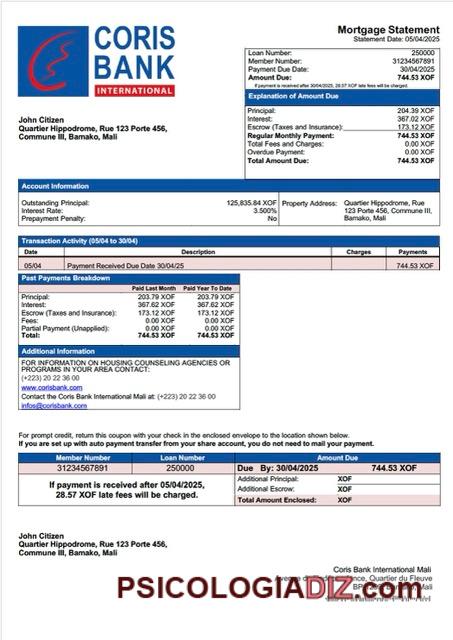 CORIS
BANK
INTERNATIONAL
Mortgage Statement
Statement Date: 05/04/2025
Loan Number: 250000
Member Number: 31234567891
Payment Due Date: 30/04/2025
Amount Due: 744.53 XOF
If payment is received after 30/04/2025, 28.57 XOF late fees will be charged.
John Citizen
Quartier Hippodrome, Rue 123 Porte 456,
Commune III, Bamako, Mali
Explanation of Amount Due
Principal: 204.39 XOF
Interest: 367.02 XOF
Escrow (Taxes and Insurance): 173.12 XOF
Regular Monthly Payment: 744.53 XOF
Total Fees and Charges: 0.00 XOF
Overdue Payment: 0.00 XOF
Total Amount Due: 744.53 XOF
Account Information
Outstanding Principal: 125,835.84 XOF
Interest Rate: 3.500%
Prepayment Penalty: No
Property Address: Quartier Hippodrome, Rue
123 Porte 456, Commune III,
Bamako, Mali
Transaction Activity (05/04 to 30/04)
Date Description Charges Payments
05/04 Payment Received Due Date 30/04/25 744.53 XOF
Past Payments Breakdown
Paid Last Month Paid Year To Date
Principal: 203.79 XOF 203.79 XOF
Interest: 367.62 XOF 367.62 XOF
Escrow (Taxes and Insurance): 173.12 XOF 173.12 XOF
Fees: 0.00 XOF 0.00 XOF
Partial Payment (Unapplied): 0.00 XOF 0.00 XOF
Total: 744.53 XOF 744.53 XOF
Additional Information
FOR INFORMATION ON HOUSING COUNSELING AGENCIES OR
PROGRAMS IN YOUR AREA CONTACT:
(+223) 20 22 36 00
www.corisbank.com
Contact the Coris Bank International Mali at: (+223) 20 22 36 00
infos@corisbank.com
For prompt credit, return this coupon with your check in the enclosed envelope to the location shown below.
If you are set up with auto payment transfer from your share account, you do not need to mail your payment.
Member Number Loan Number Amount Due
31234567891 250000 Due By: 30/04/2025 744.53 XOF
If payment is received after 05/04/2025,
28.57 XOF late fees will be charged.
Additional Principal: XOF
Additional Escrow: XOF
Total Amount Enclosed: XOF
John Citizen
Quartier Hippodrome, Rue 123 Porte 456,
Commune III, Bamako, Mali
Coris Bank International Mali
Quartier du Fleuve
Mali
PSICOLOGIADIZ.com